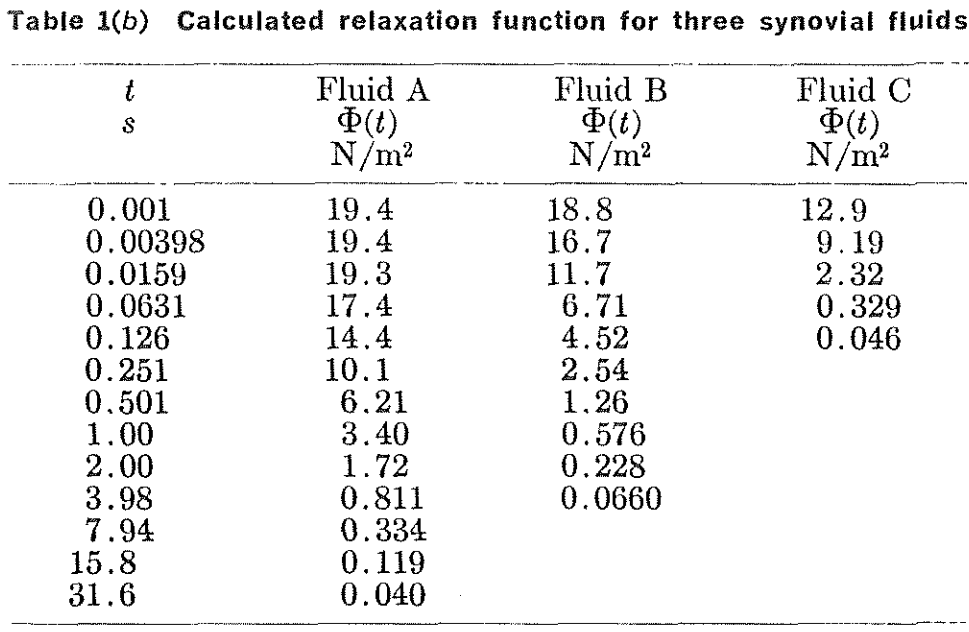 Table 1(b) Calculated relaxation function for three synovial fluids
t Fluid A Fluid B Fluid C
s Φ(t) Φ(t) Φ(t)
N/m² N/m² N/m²
0.001 19.4 18.8 12.9
0.00398 19.4 16.7 9.19
0.0159 19.3 11.7 2.32
0.0631 17.4 6.71 0.329
0.126 14.4 4.52 0.046
0.251 10.1 2.54
0.501 6.21 1.26
1.00 3.40 0.576
2.00 1.72 0.228
3.98 0.811 0.0660
7.94 0.334
15.8 0.119
31.6 0.040